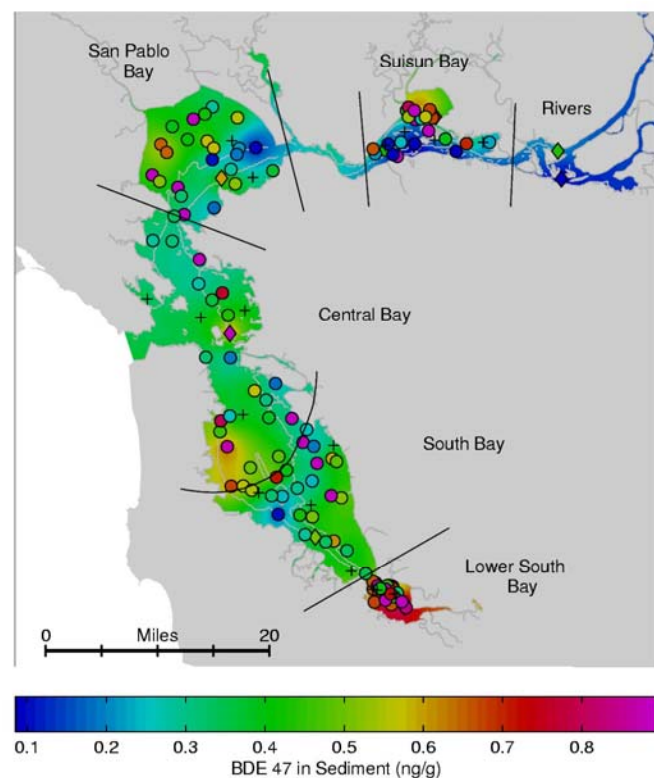 San Pablo
Bay
Suisun Bay
Rivers
Central Bay
South Bay
Lower South
Bay
0 Miles 20
0.1 0.2 0.3 0.4 0.5 0.6 0.7 0.8
BDE 47 in Sediment (ng/g)